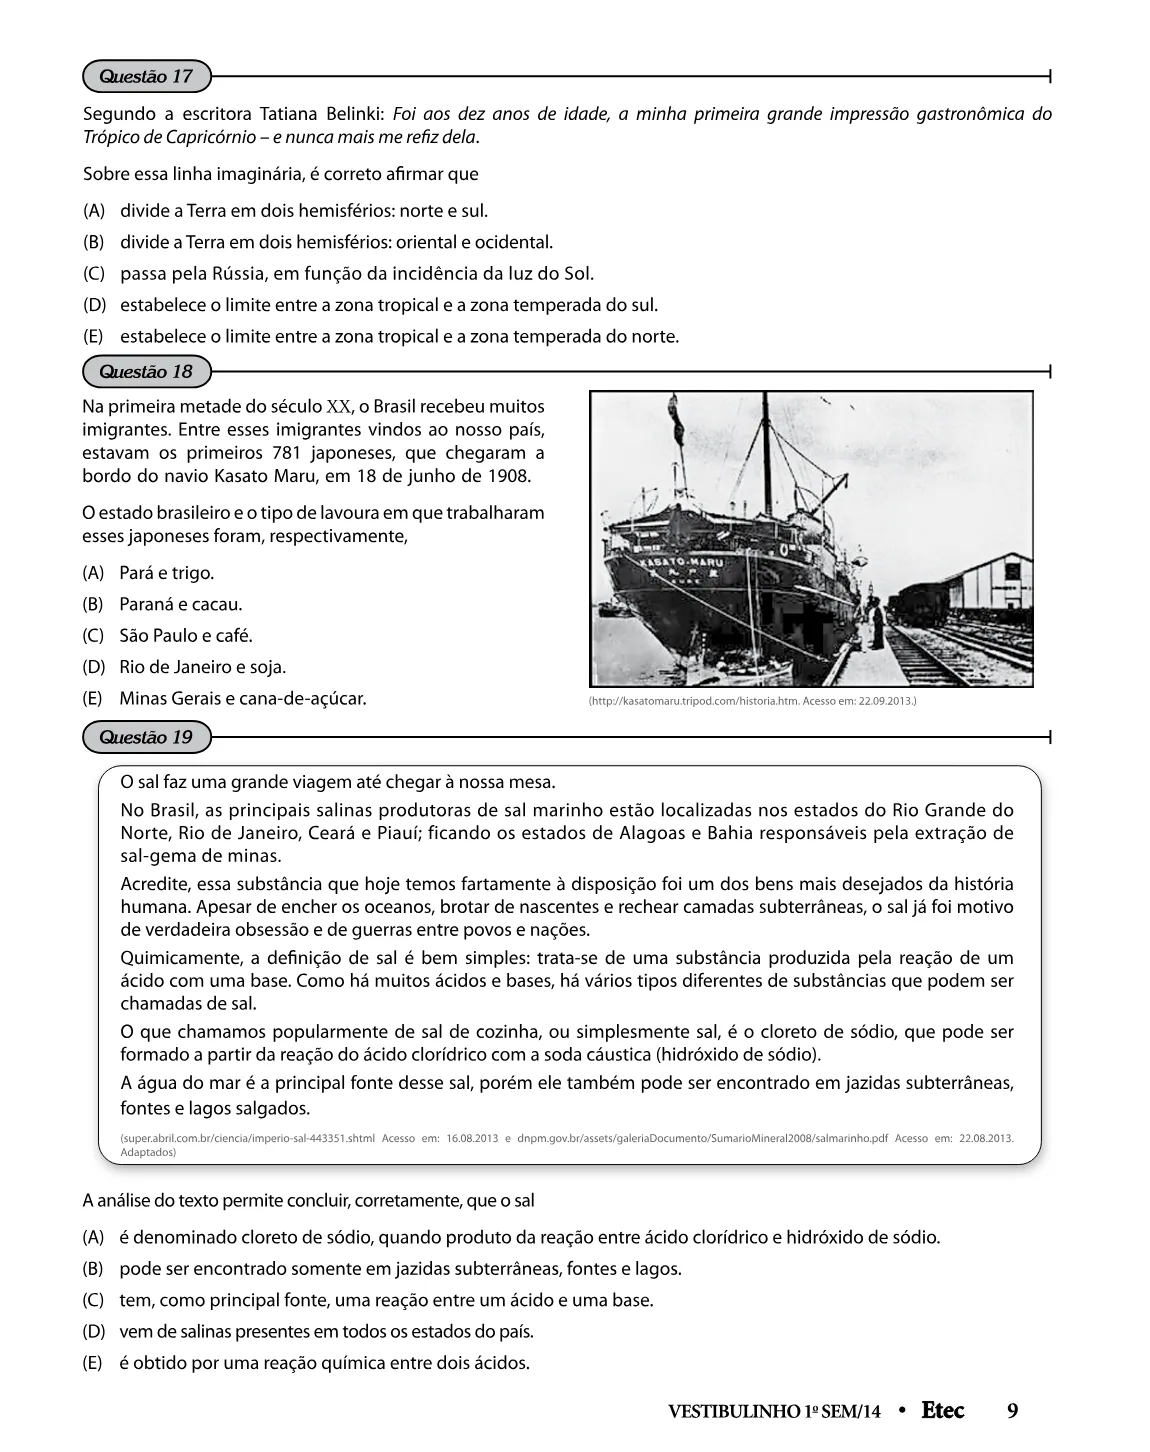 Questão 17
Segundo a escritora Tatiana Belinki: Foi aos dez anos de idade, a minha primeira grande impressão gastronômica do
Trópico de Capricórnio – e nunca mais me refiz dela.
Sobre essa linha imaginária, é correto afirmar que
(A) divide a Terra em dois hemisférios: norte e sul.
(B) divide a Terra em dois hemisférios: oriental e ocidental.
(C) passa pela Rússia, em função da incidência da luz do Sol.
(D) estabelece o limite entre a zona tropical e a zona temperada do sul.
(E) estabelece o limite entre a zona tropical e a zona temperada do norte.
Questão 18
Na primeira metade do século XX, o Brasil recebeu muitos
imigrantes. Entre esses imigrantes vindos ao nosso país,
estavam os primeiros 781 japoneses, que chegaram a
bordo do navio Kasato Maru, em 18 de junho de 1908.
O estado brasileiro e o tipo de lavoura em que trabalharam
esses japoneses foram, respectivamente,
(A) Pará e trigo.
(B) Paraná e cacau.
(C) São Paulo e café.
(D) Rio de Janeiro e soja.
(E) Minas Gerais e cana-de-açúcar.
KASATO-MARU
(http://kasatomaru.tripod.com/historia.htm. Acesso em: 22.09.2013.)
Questão 19
O sal faz uma grande viagem até chegar à nossa mesa.
No Brasil, as principais salinas produtoras de sal marinho estão localizadas nos estados do Rio Grande do
Norte, Rio de Janeiro, Ceará e Piauí; ficando os estados de Alagoas e Bahia responsáveis pela extração de
sal-gema de minas.
Acredite, essa substância que hoje temos fartamente à disposição foi um dos bens mais desejados da história
humana. Apesar de encher os oceanos, brotar de nascentes e rechear camadas subterrâneas, o sal já foi motivo
de verdadeira obsessão e de guerras entre povos e nações.
Quimicamente, a definição de sal é bem simples: trata-se de uma substância produzida pela reação de um
ácido com uma base. Como há muitos ácidos e bases, há vários tipos diferentes de substâncias que podem ser
chamadas de sal.
O que chamamos popularmente de sal de cozinha, ou simplesmente sal, é o cloreto de sódio, que pode ser
formado a partir da reação do ácido clorídrico com a soda cáustica (hidróxido de sódio).
A água do mar é a principal fonte desse sal, porém ele também pode ser encontrado em jazidas subterrâneas,
fontes e lagos salgados.
(super.abril.com.br/ciencia/imperio-sal-443351.shtml Acesso em: 16.08.2013 e dnpm.gov.br/assets/galeriaDocumento/SumarioMineral2008/salmarinho.pdf Acesso em: 22.08.2013.
Adaptados)
A análise do texto permite concluir, corretamente, que o sal
(A) é denominado cloreto de sódio, quando produto da reação entre ácido clorídrico e hidróxido de sódio.
(B) pode ser encontrado somente em jazidas subterrâneas, fontes e lagos.
(C) tem, como principal fonte, uma reação entre um ácido e uma base.
(D) vem de salinas presentes em todos os estados do país.
(E) é obtido por uma reação química entre dois ácidos.
VESTIBULINHO 1º SEM/14 • Etec 9